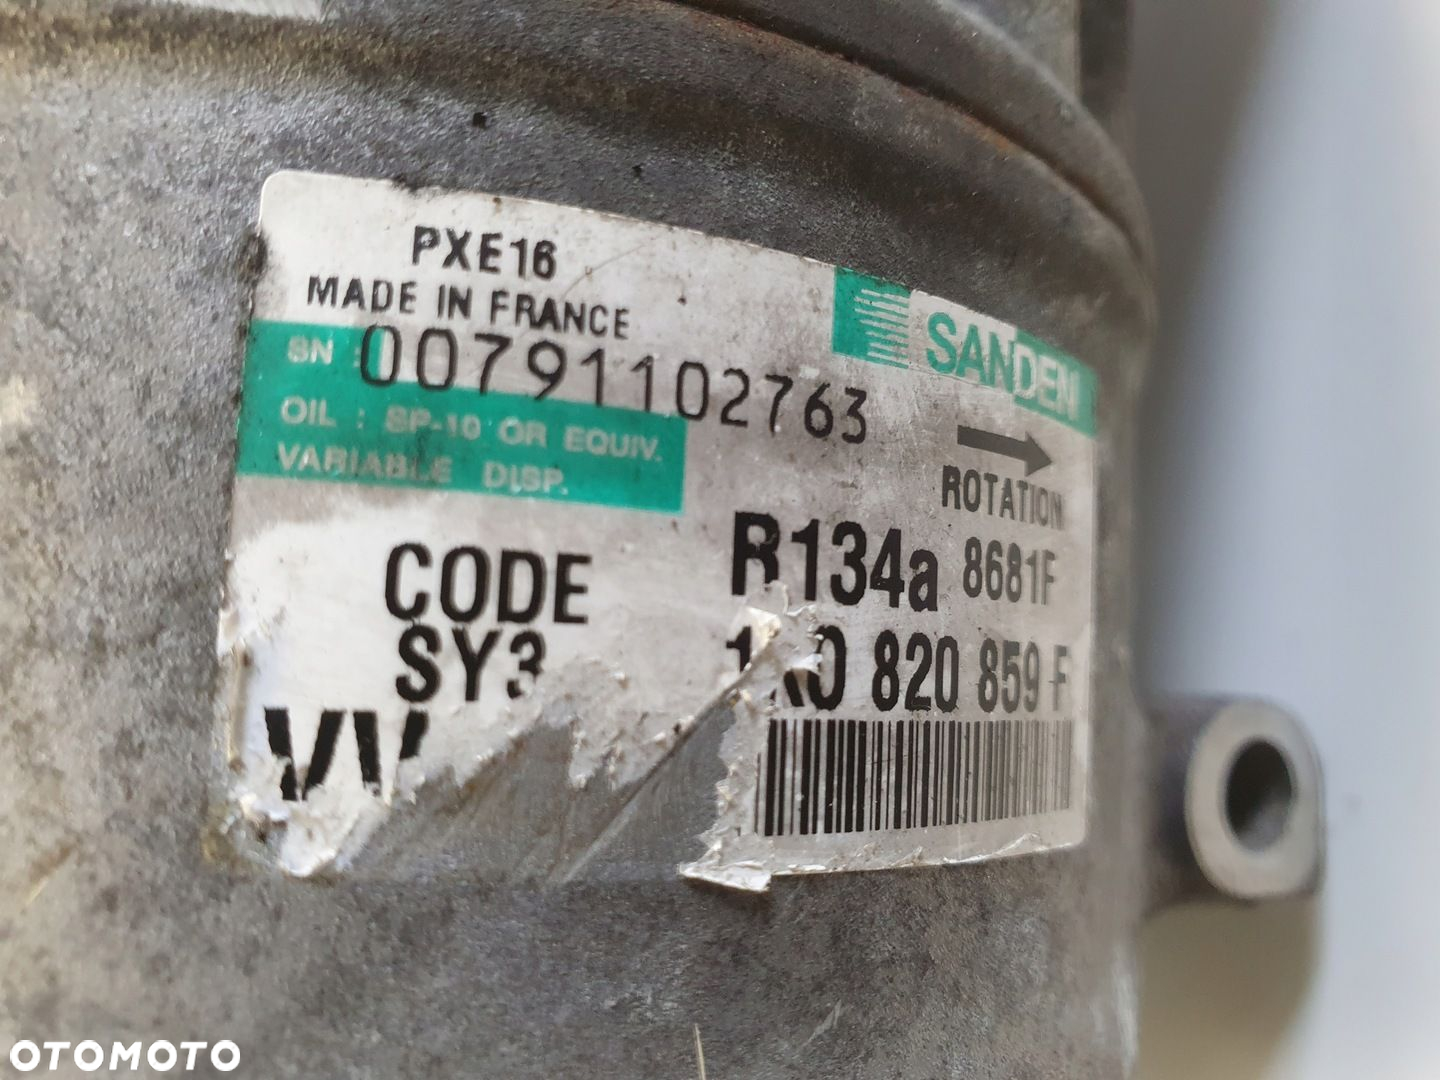 PXE16
MADE IN FRANCE
SANDEN
SN : 00791102763
OIL : SP-10 OR EQUIV.
VARIABLE DISP.
ROTATION
CODE
SY3
R134a 8681F
1K0 820 859 F
OTOMOTO